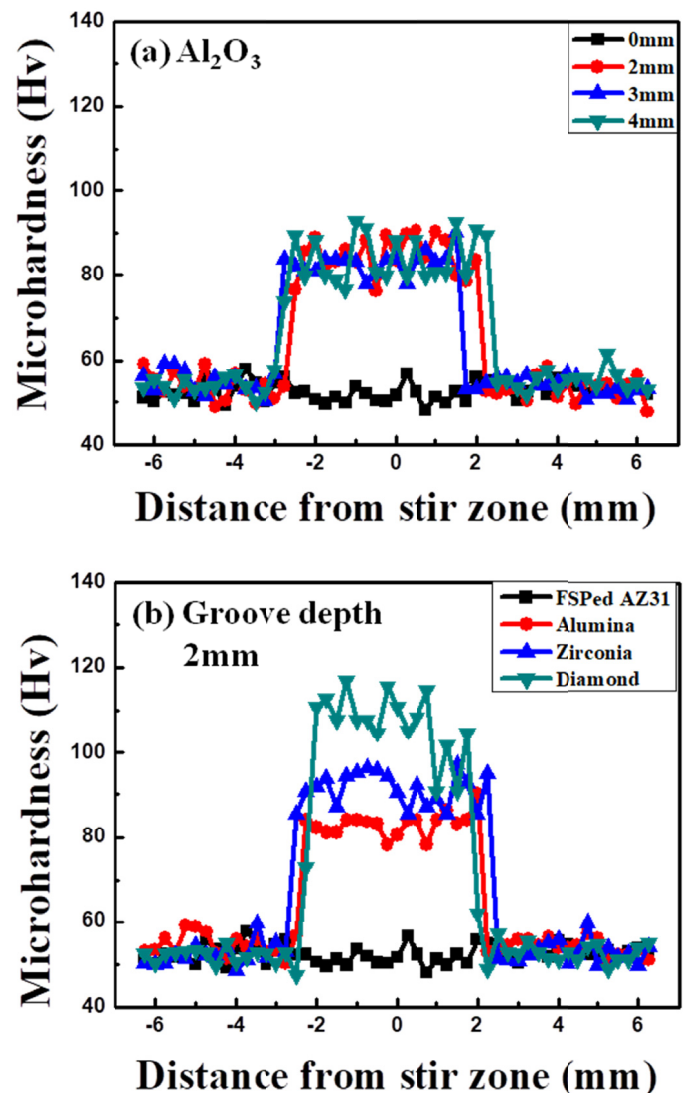 (a) Al₂O₃
0mm
2mm
3mm
4mm
Microhardness (Hv)
140
120
100
80
60
40
-6 -4 -2 0 2 4 6
Distance from stir zone (mm)
(b) Groove depth
2mm
FSPed AZ31
Alumina
Zirconia
Diamond
Microhardness (Hv)
140
120
100
80
60
40
-6 -4 -2 0 2 4 6
Distance from stir zone (mm)